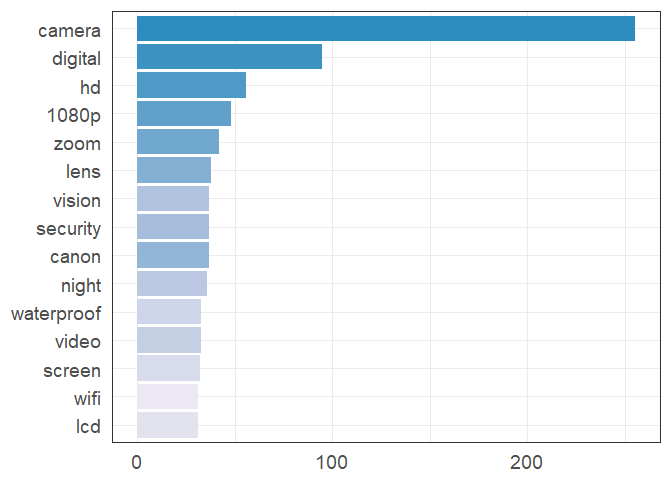 camera
digital
hd
1080p
zoom
lens
vision
security
canon
night
waterproof
video
screen
wifi
lcd
0 100 200